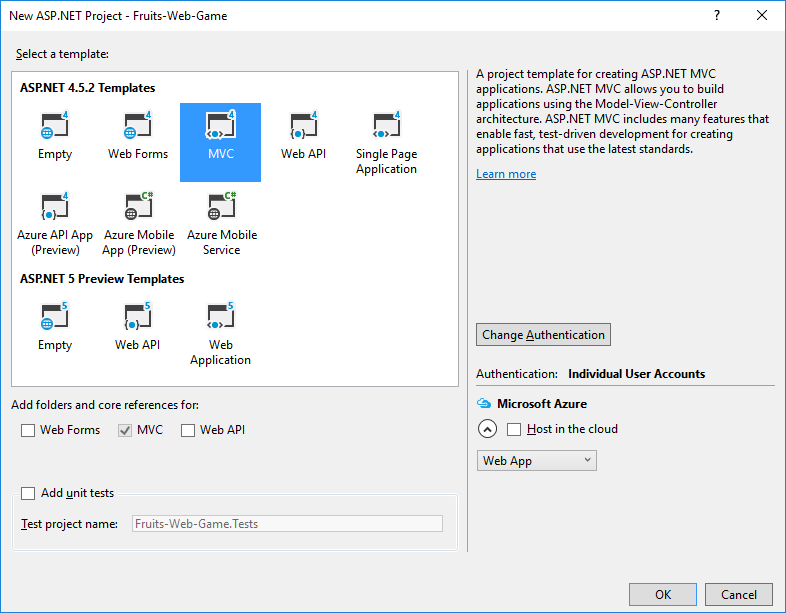 New ASP.NET Project - Fruits-Web-Game
?
Select a template:
ASP.NET 4.5.2 Templates
4 4 4 4 4
Empty Web Forms MVC Web API Single Page
Application
4 C# C#
Azure API App Azure Mobile Azure Mobile
(Preview) App (Preview) Service
ASP.NET 5 Preview Templates
5 5 5
Empty Web API Web
Application
A project template for creating ASP.NET MVC
applications. ASP.NET MVC allows you to build
applications using the Model-View-Controller
architecture. ASP.NET MVC includes many features that
enable fast, test-driven development for creating
applications that use the latest standards.
Learn more
Change Authentication
Authentication: Individual User Accounts
Microsoft Azure
Host in the cloud
Web App
Add folders and core references for:
Web Forms MVC Web API
Add unit tests
Test project name: Fruits-Web-Game.Tests
OK Cancel